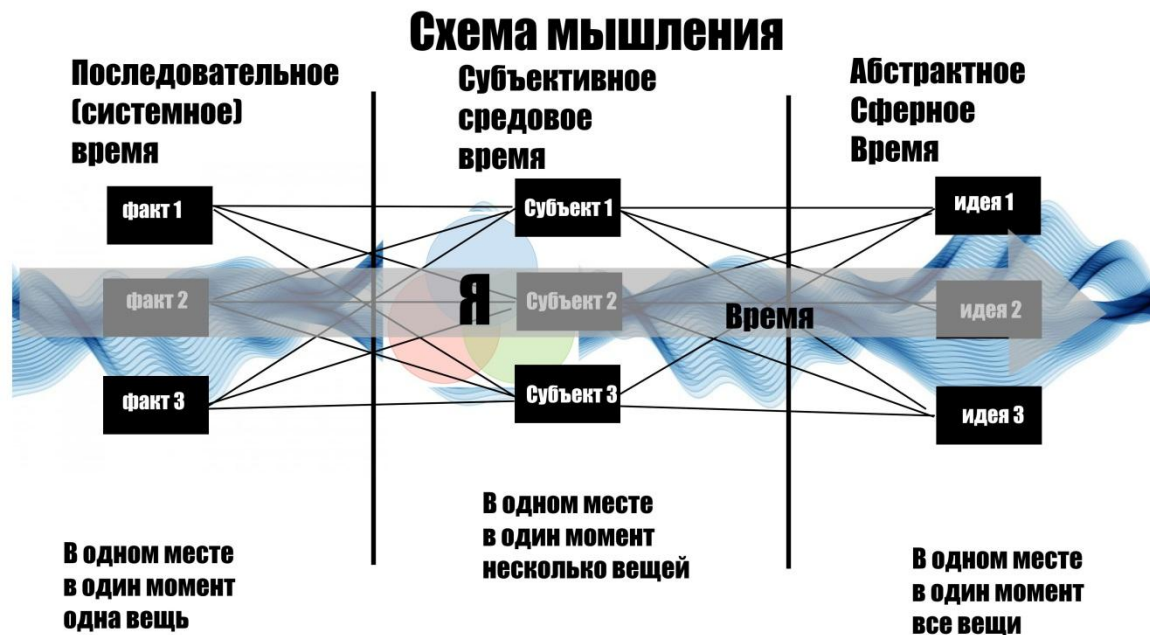 Схема мышления
Последовательное
(системное)
время
Субъективное
средовое
время
Абстрактное
Сферное
Время
факт 1
Субъект 1
идея 1
факт 2
Я
Субъект 2
Время
идея 2
факт 3
Субъект 3
идея 3
В одном месте
в один момент
одна вещь
В одном месте
в один момент
несколько вещей
В одном месте
в один момент
все вещи